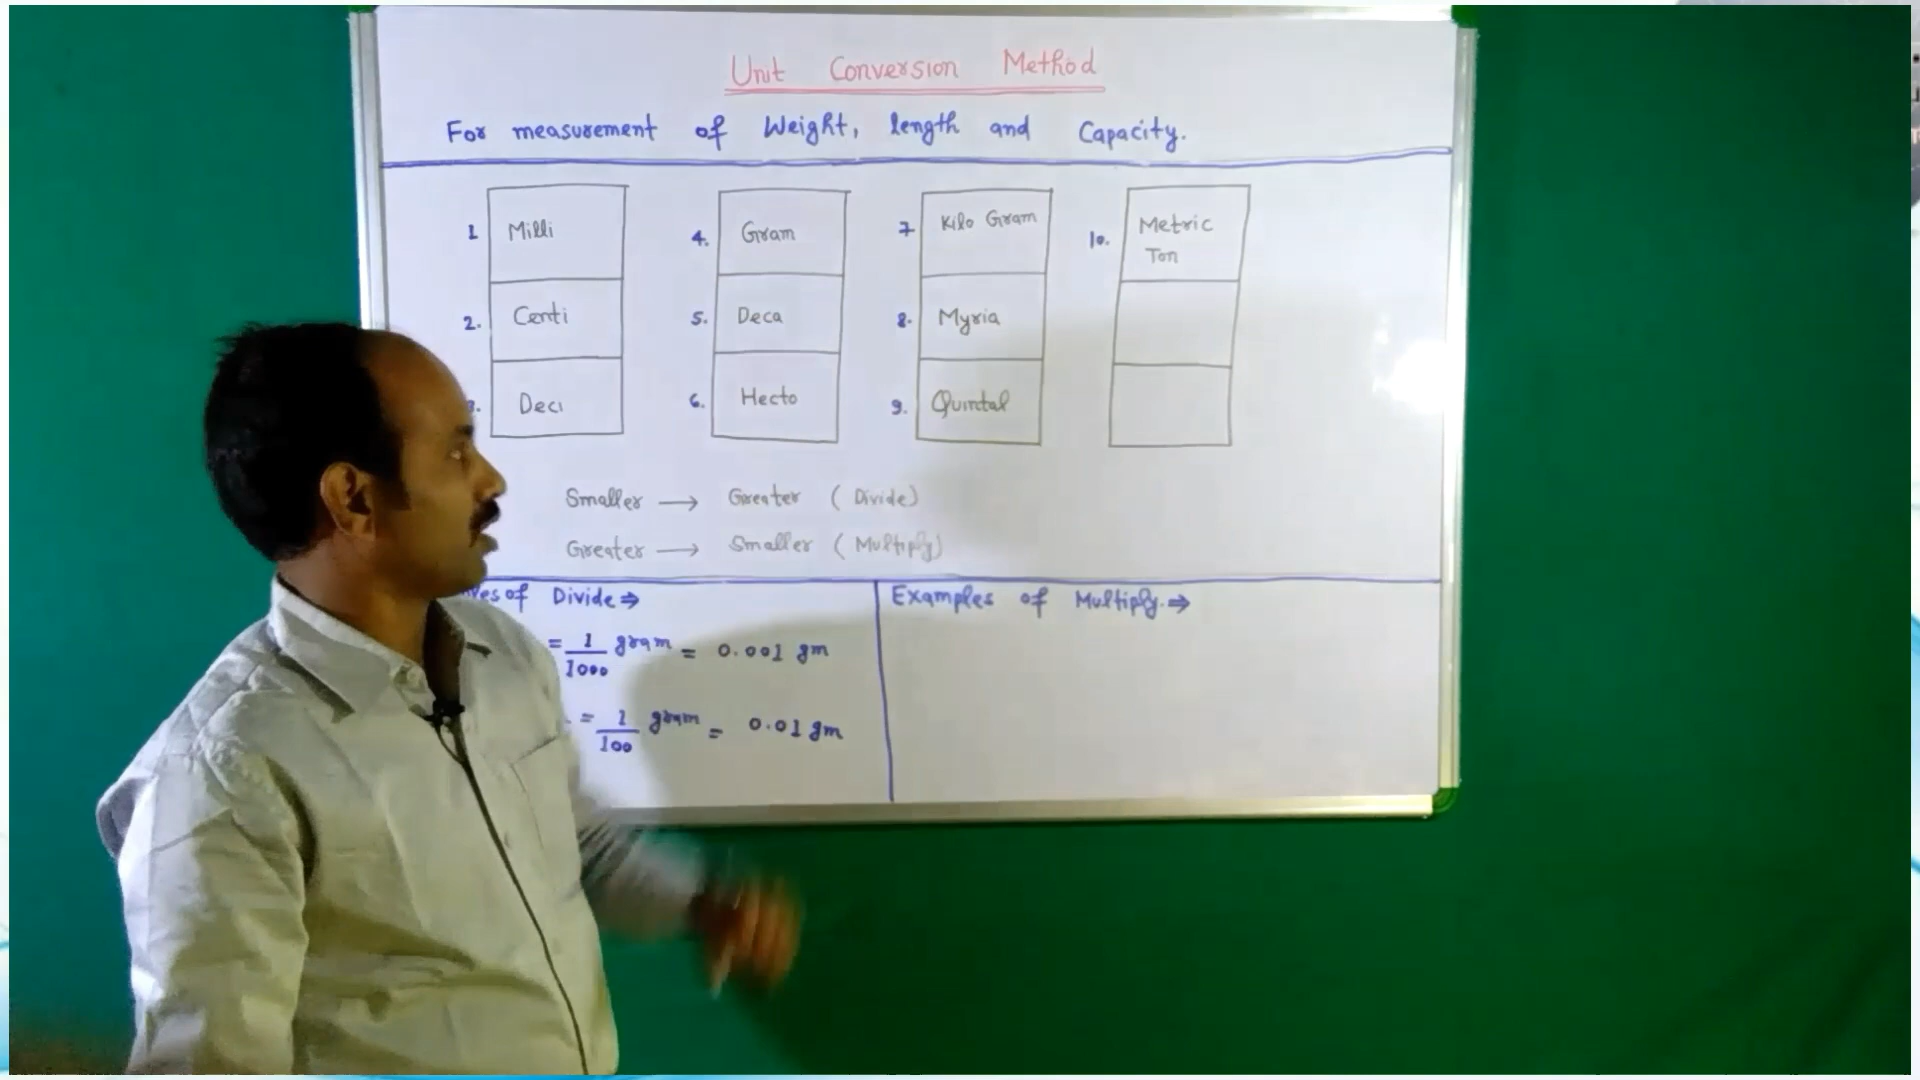 Unit Conversion Method
For measurement of Weight, length and Capacity.
1 Milli
2. Centi
3. Deci
4. Gram
5. Deca
6. Hecto
7 Kilo Gram
8. Myria
9. Quintal
10. Metric
Ton
Smaller → Greater (Divide)
Greater → Smaller (Multiply)
of Divide ⇒
= 1/1000 gram = 0.001 gm
= 1/100 gram = 0.01 gm
Examples of Multiply. ⇒